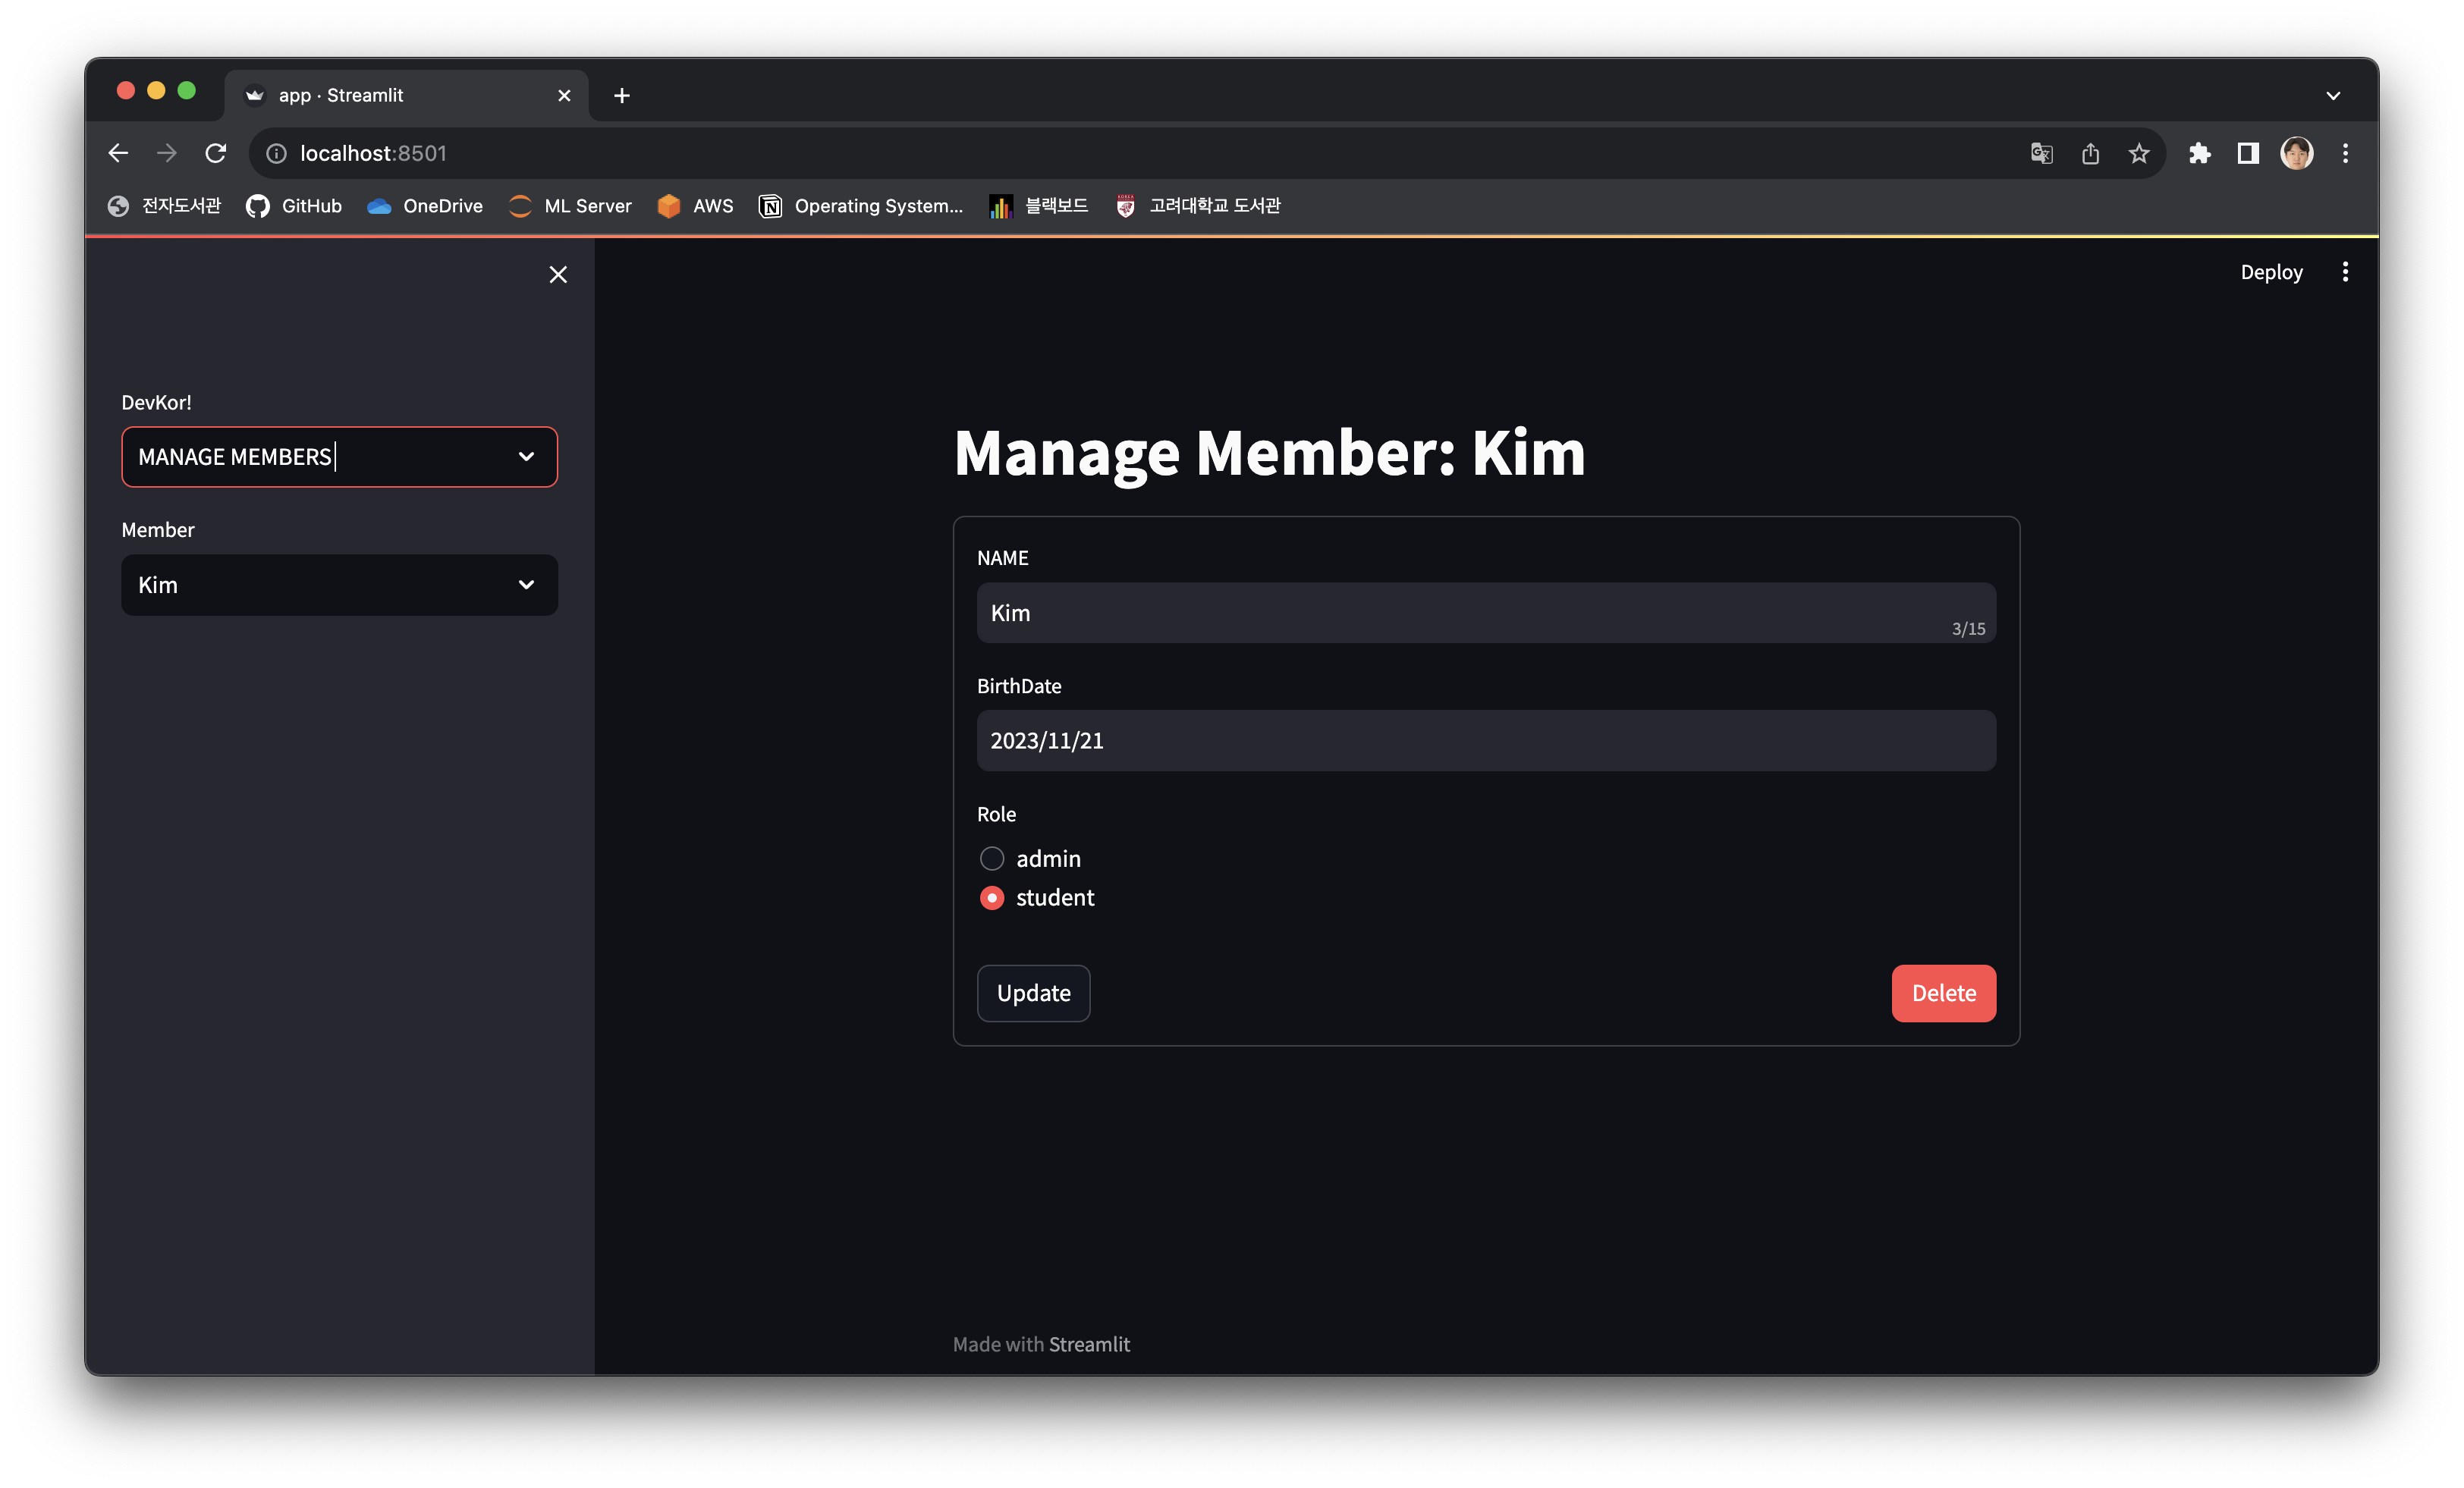 app · Streamlit
localhost:8501
전자도서관 GitHub OneDrive ML Server AWS Operating System... 블랙보드 고려대학교 도서관
Deploy
DevKor!
MANAGE MEMBERS
Member
Kim
Manage Member: Kim
NAME
Kim
3/15
BirthDate
2023/11/21
Role
admin
student
Update Delete
Made with Streamlit